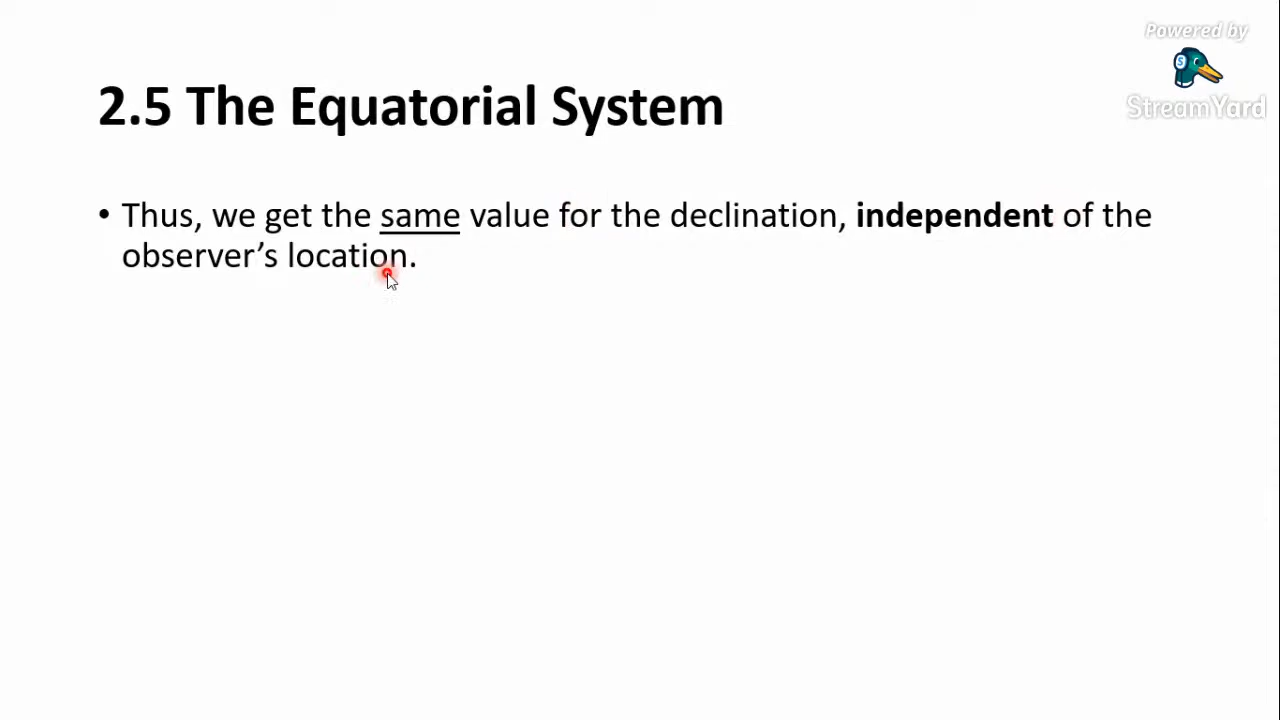 Powered by
StreamYard
2.5 The Equatorial System
• Thus, we get the same value for the declination, independent of the
observer’s location.